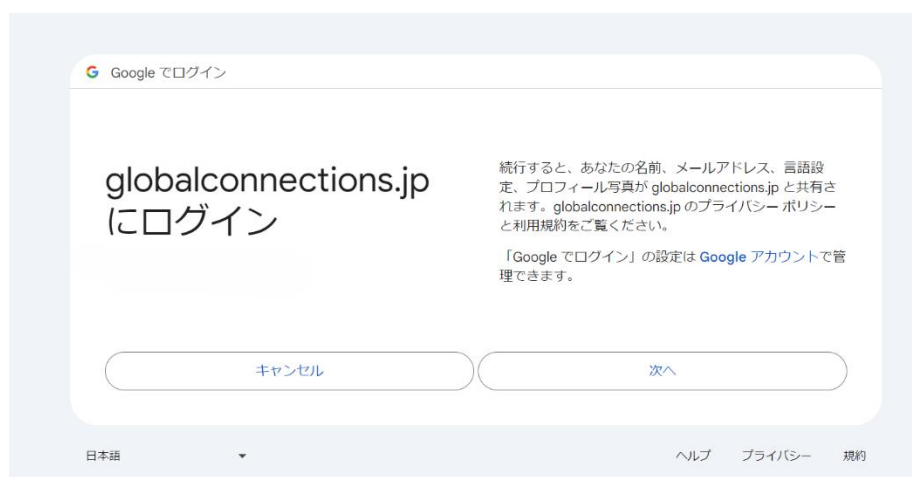 Google でログイン
globalconnections.jp
にログイン
続行すると、あなたの名前、メールアドレス、言語設
定、プロフィール写真が globalconnections.jp と共有さ
れます。globalconnections.jp のプライバシー ポリシー
と利用規約をご覧ください。
「Google でログイン」の設定は Google アカウントで管
理できます。
キャンセル
次へ
日本語
ヘルプ
プライバシー
規約